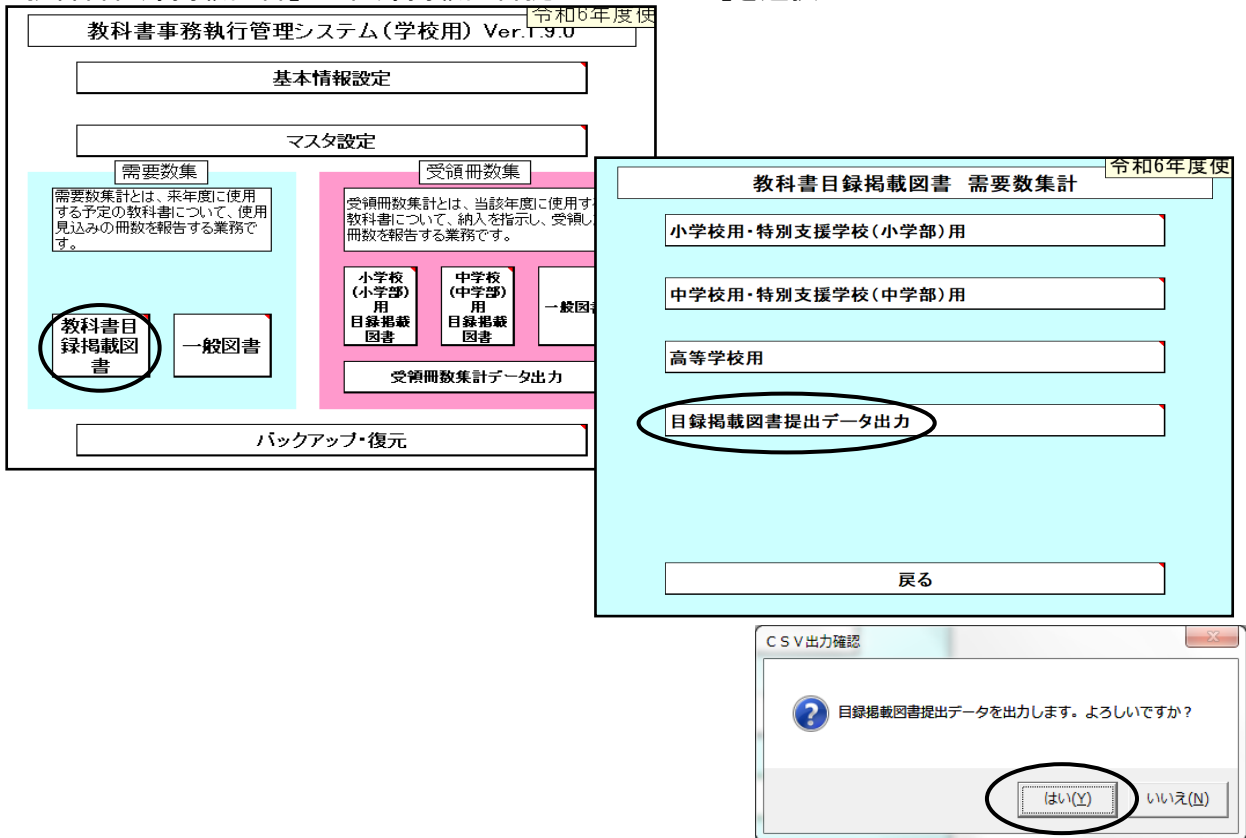 令和6年度使
教科書事務執行管理システム（学校用） Ver.1.9.0
基本情報設定
マスタ設定
需要数集
需要数集計とは、来年度に使用
する予定の教科書について、使用
見込みの冊数を報告する業務で
す。
教科書目
録掲載図
書
一般図書
受領冊数集
受領冊数集計とは、当該年度に使用す
教科書について、納入を指示し、受領し
冊数を報告する業務です。
小学校
（小学部）
用
目録掲載
図書
中学校
（中学部）
用
目録掲載
図書
一般図
受領冊数集計データ出力
バックアップ・復元
令和6年度使
教科書目録掲載図書 需要数集計
小学校用・特別支援学校（小学部）用
中学校用・特別支援学校（中学部）用
高等学校用
目録掲載図書提出データ出力
戻る
ＣＳＶ出力確認
目録掲載図書提出データを出力します。よろしいですか？
はい(Y)
いいえ(N)